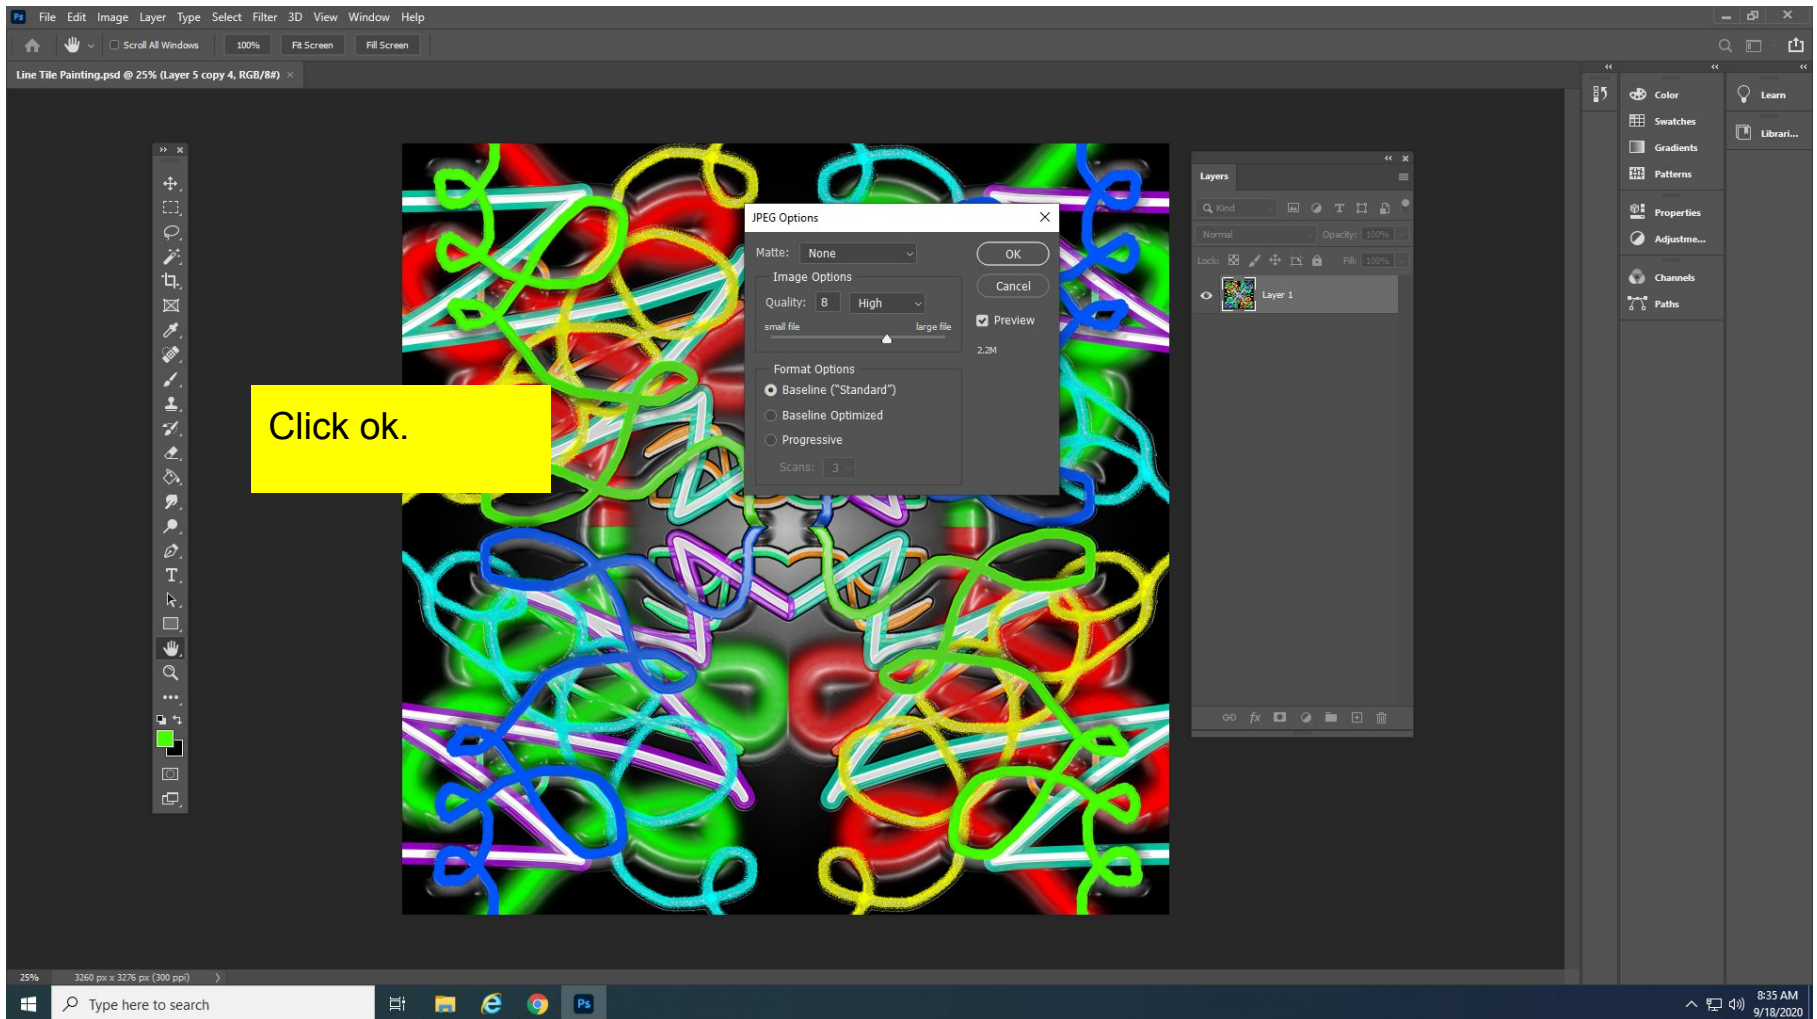 Ps File Edit Image Layer Type Select Filter 3D View Window Help
Scroll All Windows 100% Fit Screen Fill Screen
Line Tile Painting.psd @ 25% (Layer 5 copy 4, RGB/8#) ×
Color
Swatches
Gradients
Patterns
Properties
Adjustme...
Channels
Paths
Learn
Librari...
Layers
Kind
Normal Opacity: 100%
Lock: Fill: 100%
Layer 1
fx
JPEG Options
Matte: None
OK
Cancel
Image Options
Quality: 8 High
small file large file
Preview
2.2M
Format Options
Baseline ("Standard")
Baseline Optimized
Progressive
Scans: 3
Click ok.
25% 3260 px x 3276 px (300 ppi)
Type here to search
Ps
8:35 AM
9/18/2020